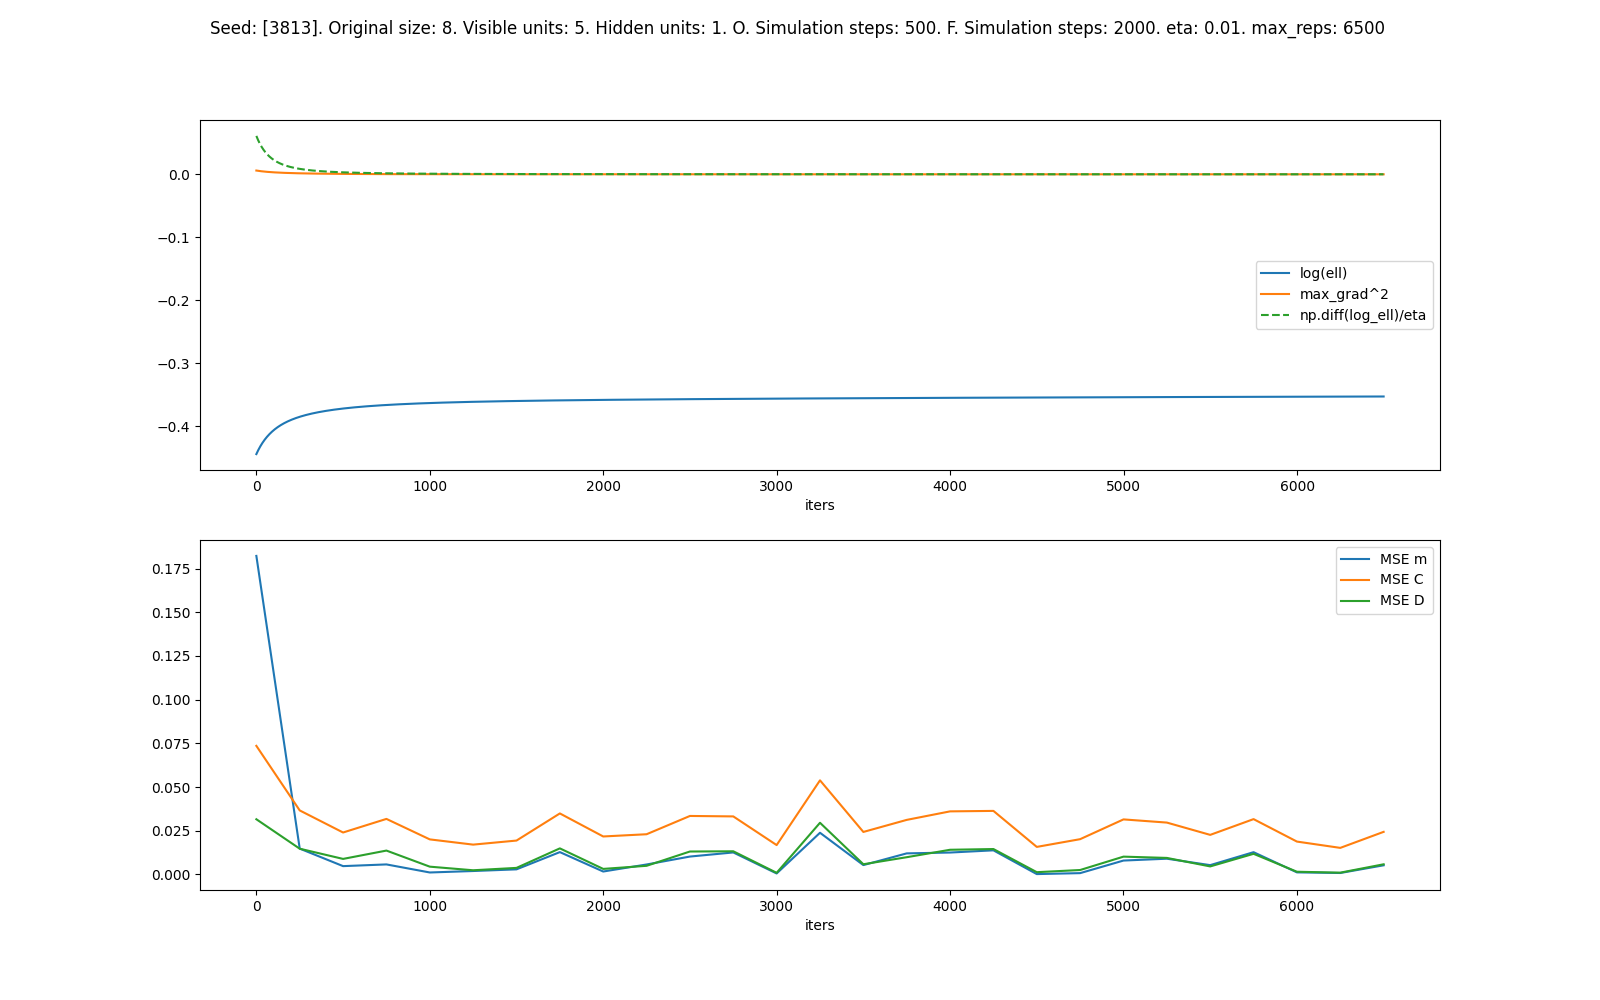 Seed: [3813]. Original size: 8. Visible units: 5. Hidden units: 1. O. Simulation steps: 500. F. Simulation steps: 2000. eta: 0.01. max_reps: 6500
0.0
−0.1
−0.2
−0.3
−0.4
log(ell)
max_grad^2
np.diff(log_ell)/eta
0 1000 2000 3000 4000 5000 6000
iters
0.175
0.150
0.125
0.100
0.075
0.050
0.025
0.000
MSE m
MSE C
MSE D
0 1000 2000 3000 4000 5000 6000
iters